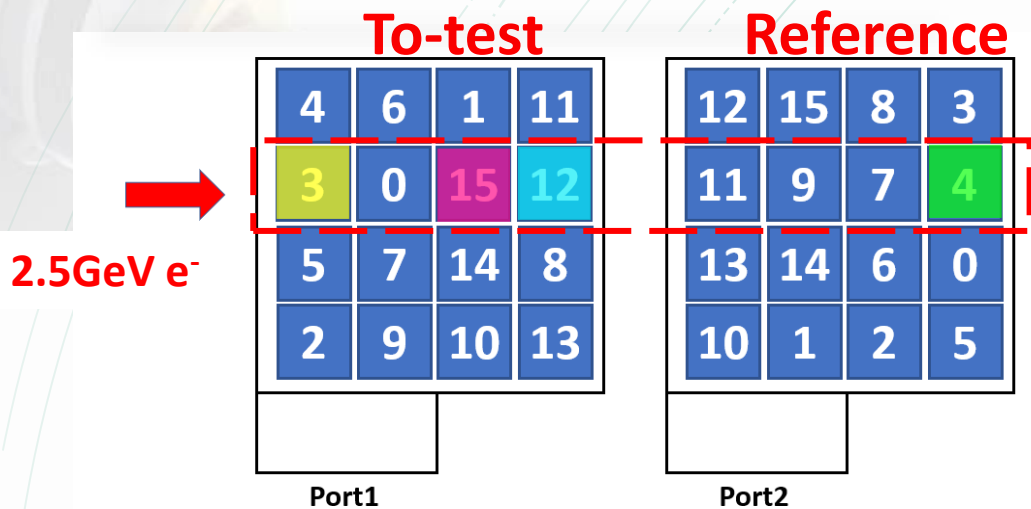 To-test Reference
4 6 1 11 12 15 8 3
3 0 15 12 11 9 7 4
2.5GeV e-
5 7 14 8 13 14 6 0
2 9 10 13 10 1 2 5
Port1 Port2